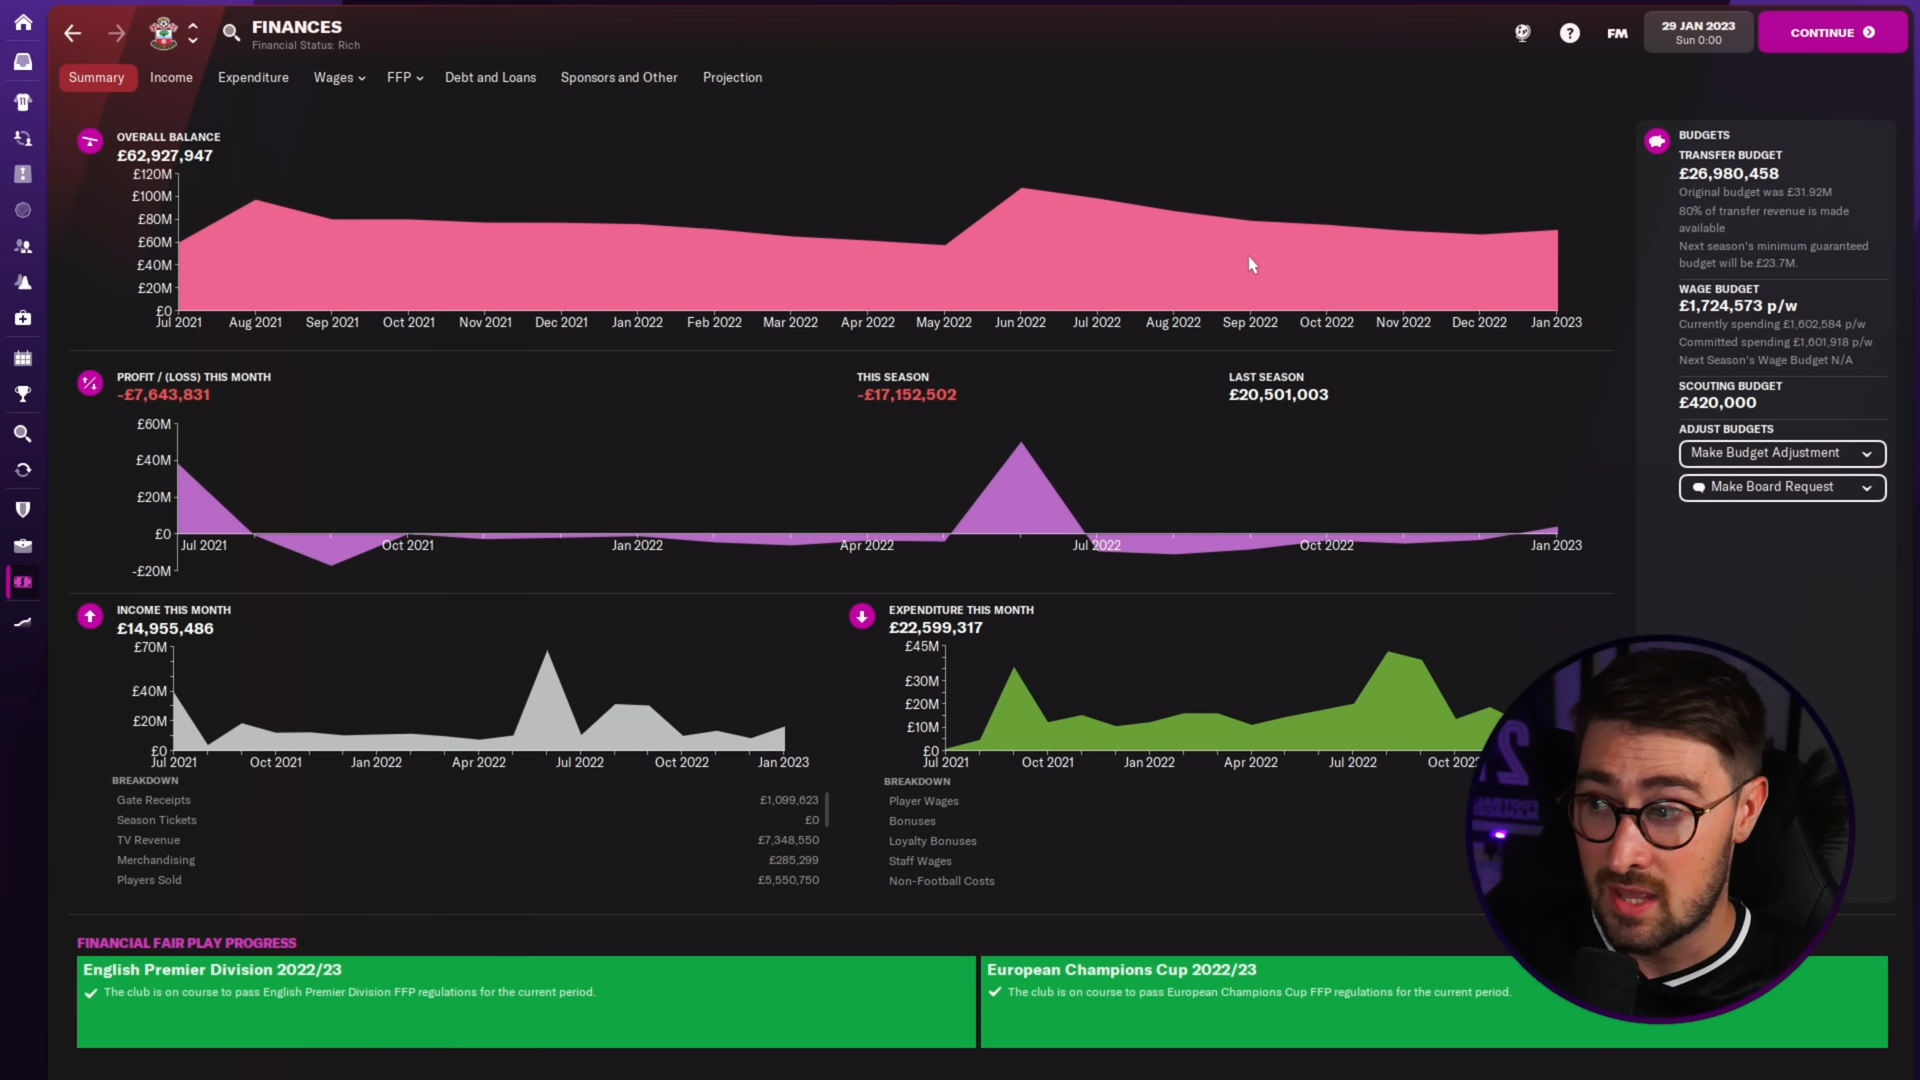 FINANCES
Financial Status: Rich
FM
29 JAN 2023
Sun 0:00
CONTINUE
Summary
Income
Expenditure
Wages
FFP
Debt and Loans
Sponsors and Other
Projection
OVERALL BALANCE
£62,927,947
£120M
£100M
£80M
£60M
£40M
£20M
£0
Jul 2021
Aug 2021
Sep 2021
Oct 2021
Nov 2021
Dec 2021
Jan 2022
Feb 2022
Mar 2022
Apr 2022
May 2022
Jun 2022
Jul 2022
Aug 2022
Sep 2022
Oct 2022
Nov 2022
Dec 2022
Jan 2023
PROFIT / (LOSS) THIS MONTH
-£7,643,831
THIS SEASON
-£17,152,502
LAST SEASON
£20,501,003
£60M
£40M
£20M
£0
-£20M
Jul 2021
Oct 2021
Jan 2022
Apr 2022
Jul 2022
Oct 2022
Jan 2023
INCOME THIS MONTH
£14,955,486
£70M
£40M
£20M
£0
Jul 2021
Oct 2021
Jan 2022
Apr 2022
Jul 2022
Oct 2022
Jan 2023
BREAKDOWN
Gate Receipts £1,099,623
Season Tickets £0
TV Revenue £7,348,550
Merchandising £285,299
Players Sold £5,550,750
EXPENDITURE THIS MONTH
£22,599,317
£45M
£30M
£20M
£10M
£0
Jul 2021
Oct 2021
Jan 2022
Apr 2022
Jul 2022
Oct 202
BREAKDOWN
Player Wages
Bonuses
Loyalty Bonuses
Staff Wages
Non-Football Costs
BUDGETS
TRANSFER BUDGET
£26,980,458
Original budget was £31.92M
80% of transfer revenue is made
available
Next season's minimum guaranteed
budget will be £23.7M.
WAGE BUDGET
£1,724,573 p/w
Currently spending £1,602,584 p/w
Committed spending £1,601,918 p/w
Next Season's Wage Budget N/A
SCOUTING BUDGET
£420,000
ADJUST BUDGETS
Make Budget Adjustment
Make Board Request
FINANCIAL FAIR PLAY PROGRESS
English Premier Division 2022/23
The club is on course to pass English Premier Division FFP regulations for the current period.
European Champions Cup 2022/23
The club is on course to pass European Champions Cup FFP regulations for the current period.